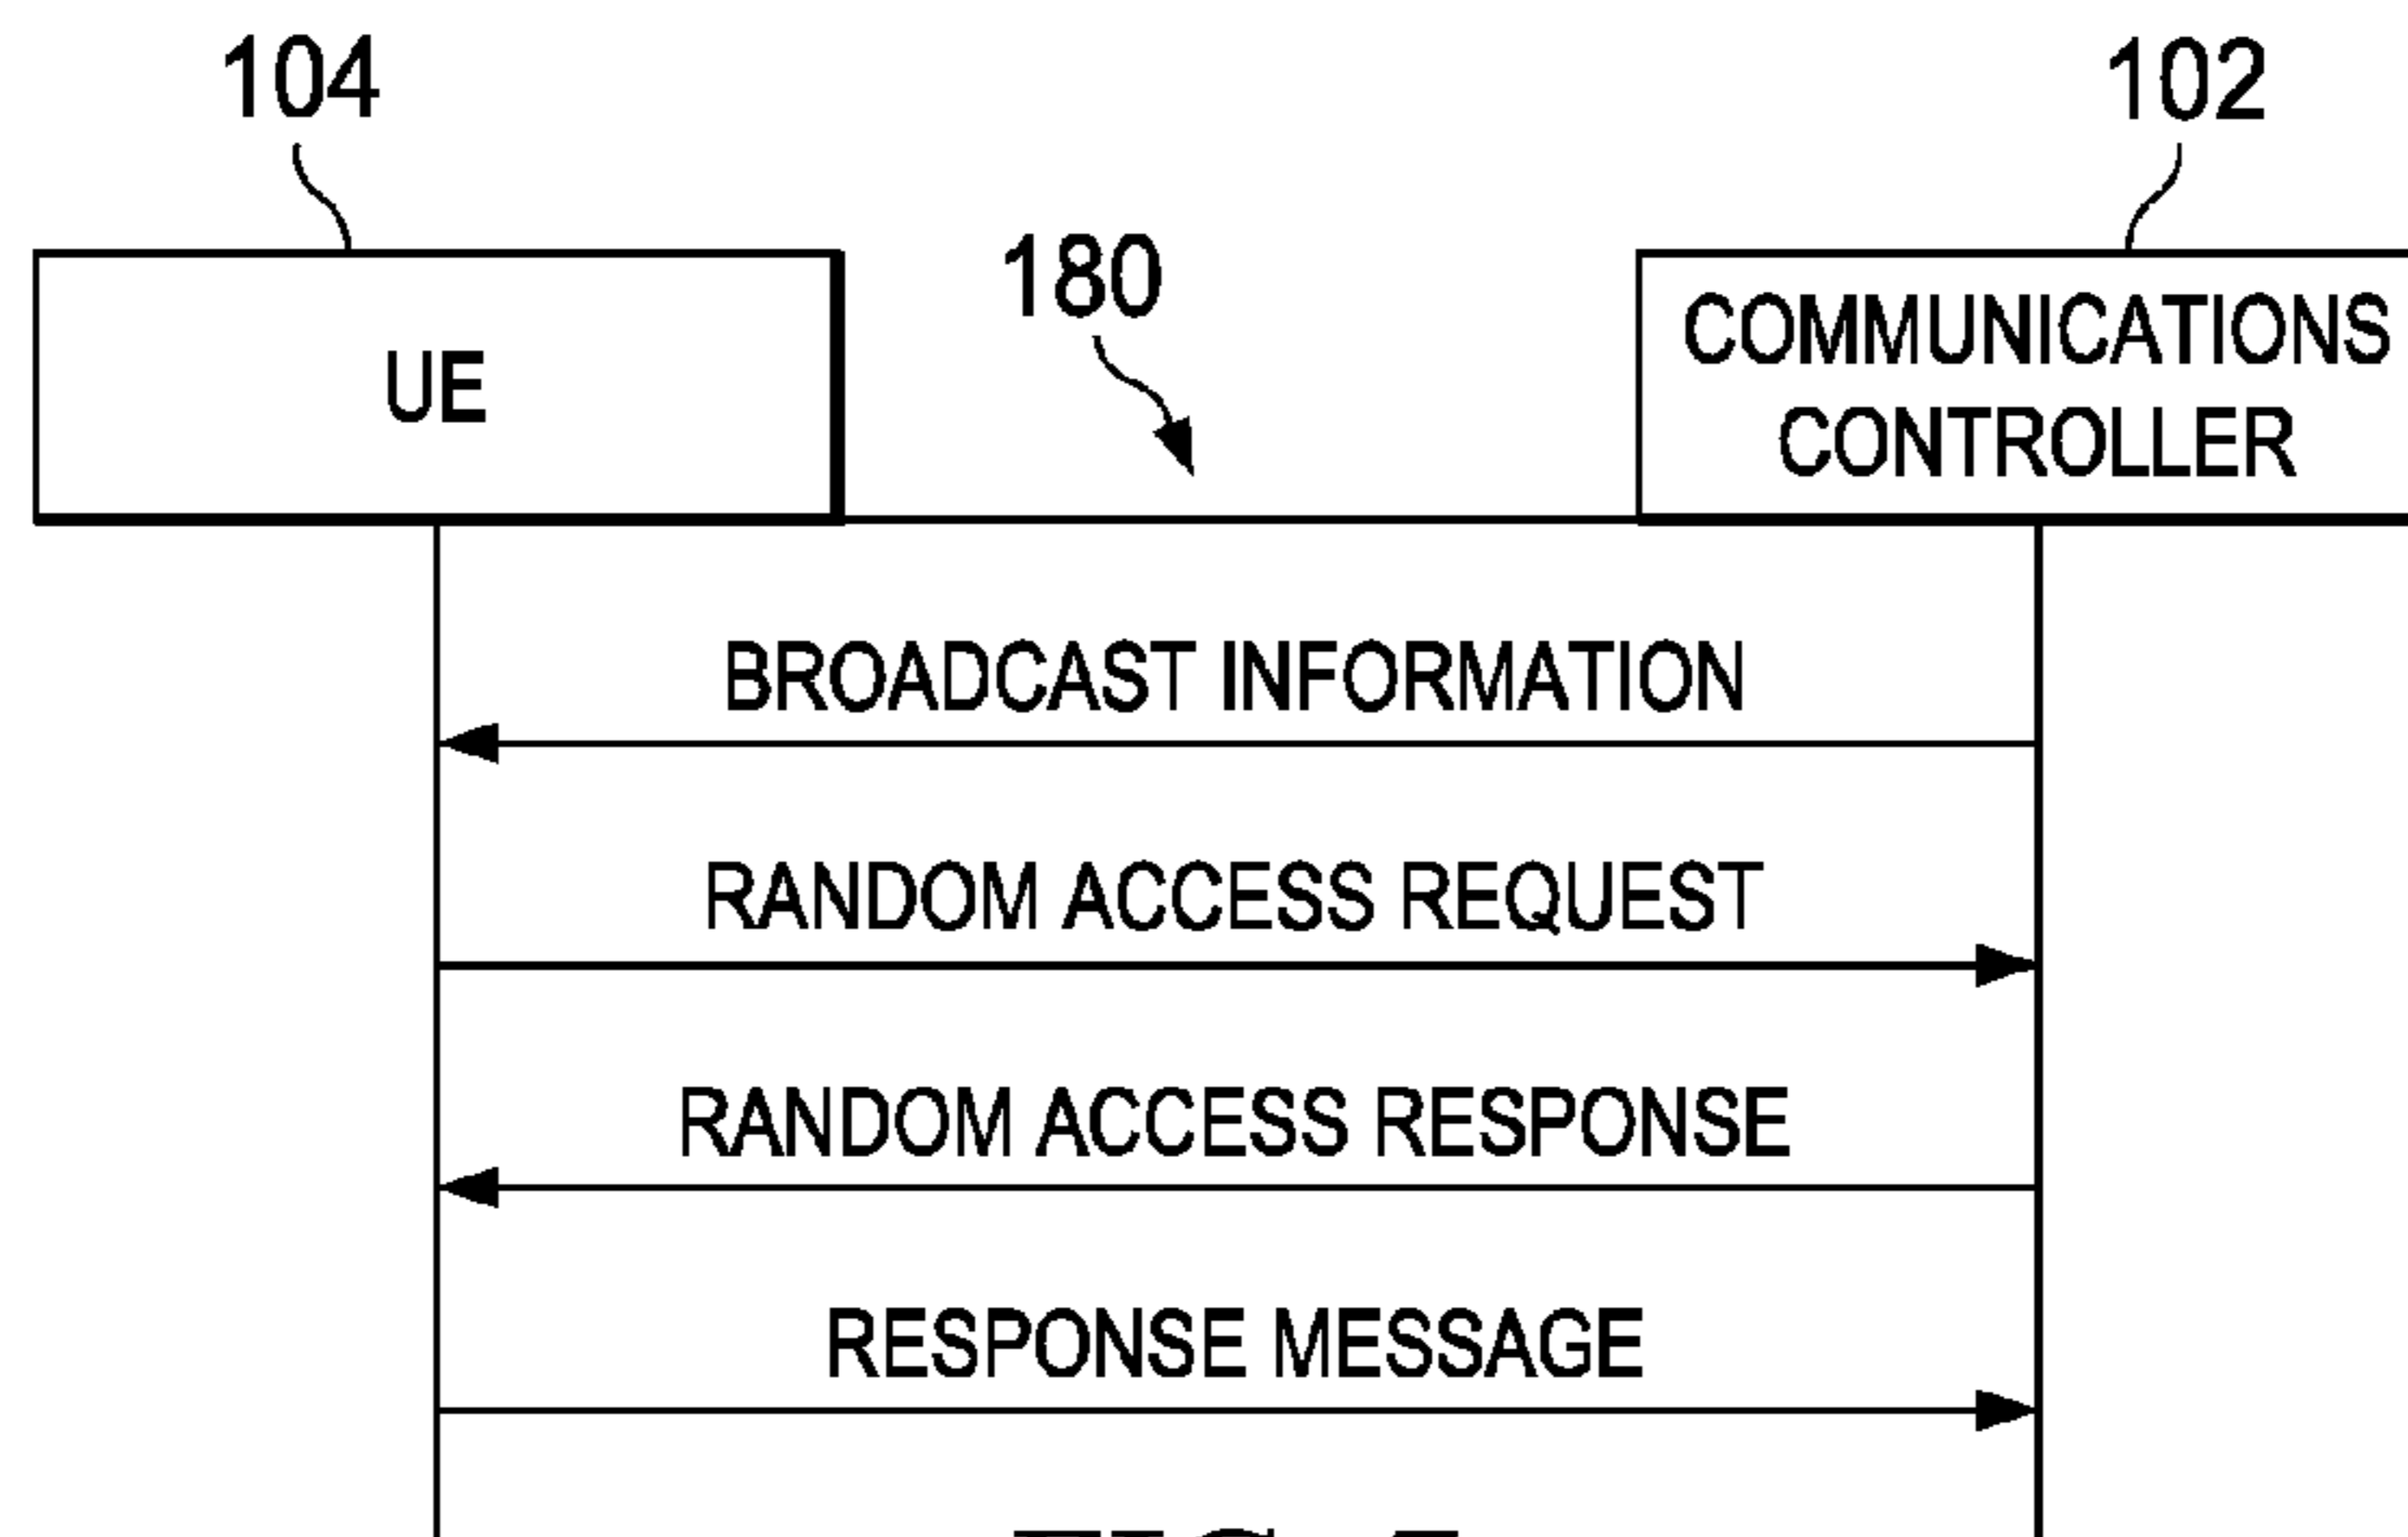 104
102
180
UE
COMMUNICATIONS
CONTROLLER
BROADCAST INFORMATION
RANDOM ACCESS REQUEST
RANDOM ACCESS RESPONSE
RESPONSE MESSAGE